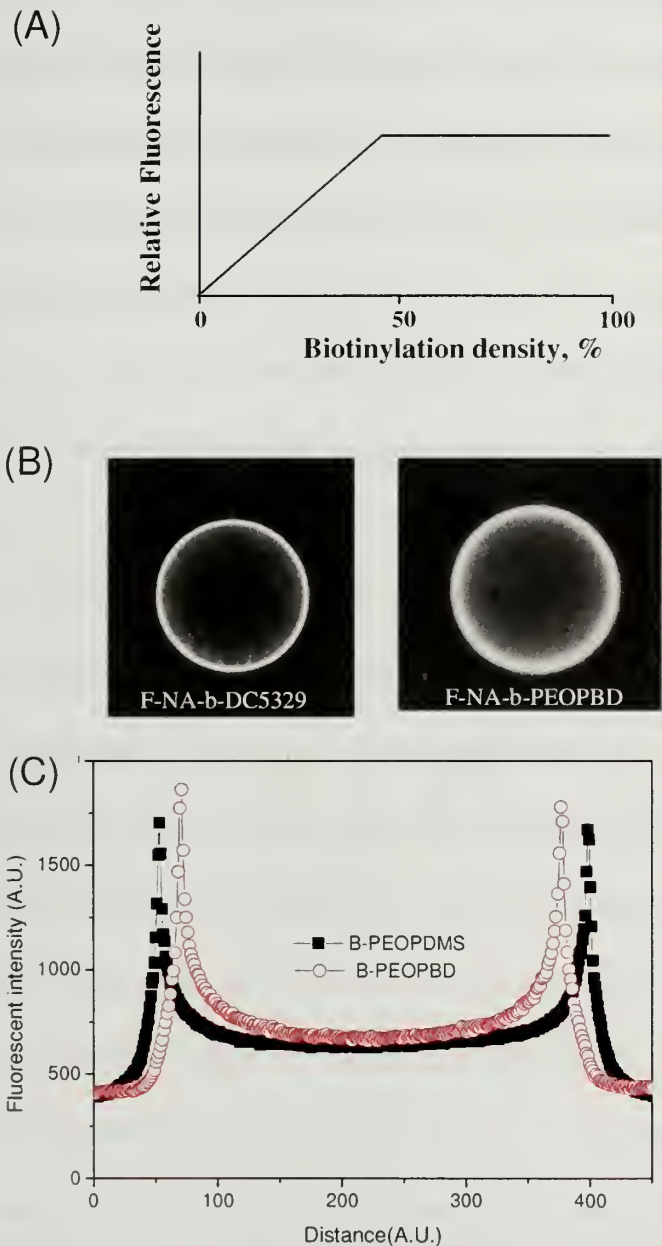 (A)
Relative Fluorescence
0
50
100
Biotinylation density, %
(B)
F-NA-b-DC5329
F-NA-b-PEOPBD
(C)
1500
1000
500
0
Fluorescent intensity (A.U.)
B-PEOPDMS
B-PEOPBD
0
100
200
300
400
Distance(A.U.)